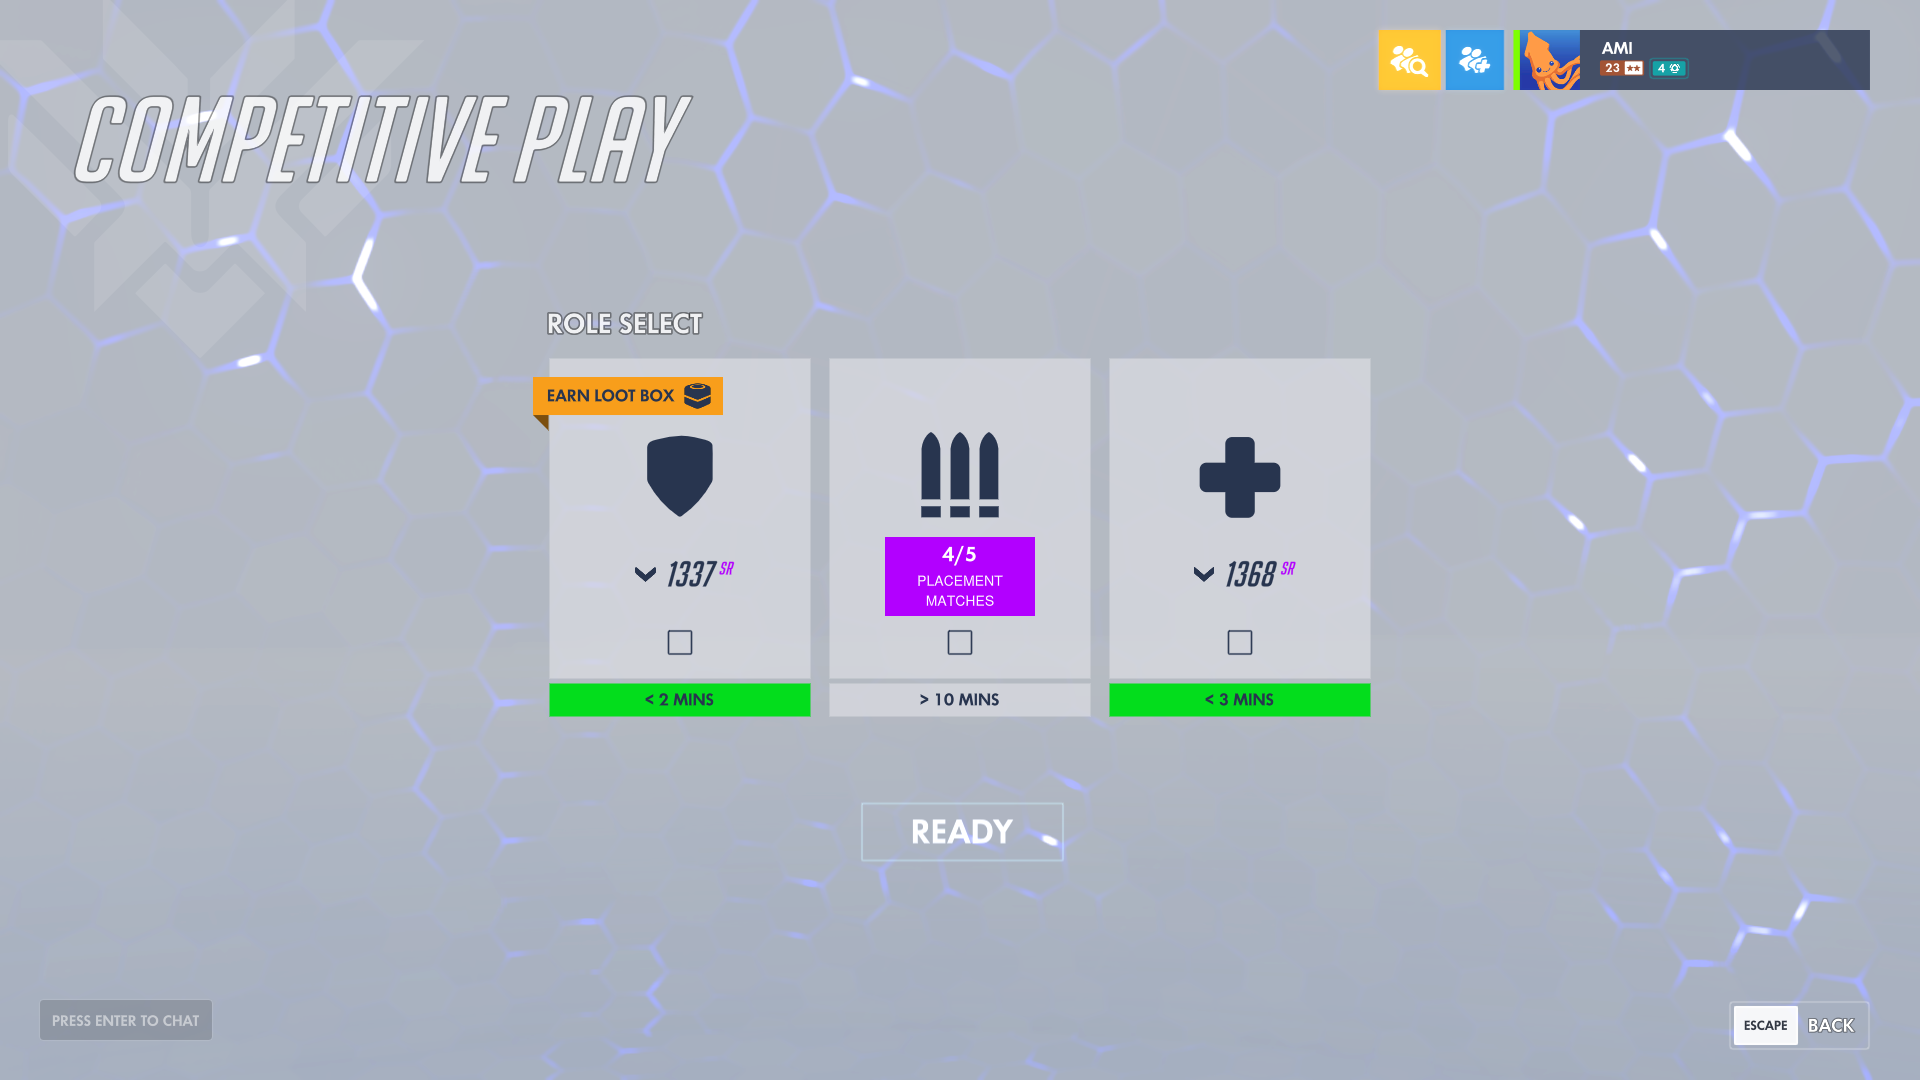 AMI
23
4
COMPETITIVE PLAY
ROLE SELECT
EARN LOOT BOX
1337 SR
4/5
PLACEMENT
MATCHES
1368 SR
< 2 MINS
> 10 MINS
< 3 MINS
READY
PRESS ENTER TO CHAT
ESCAPE BACK